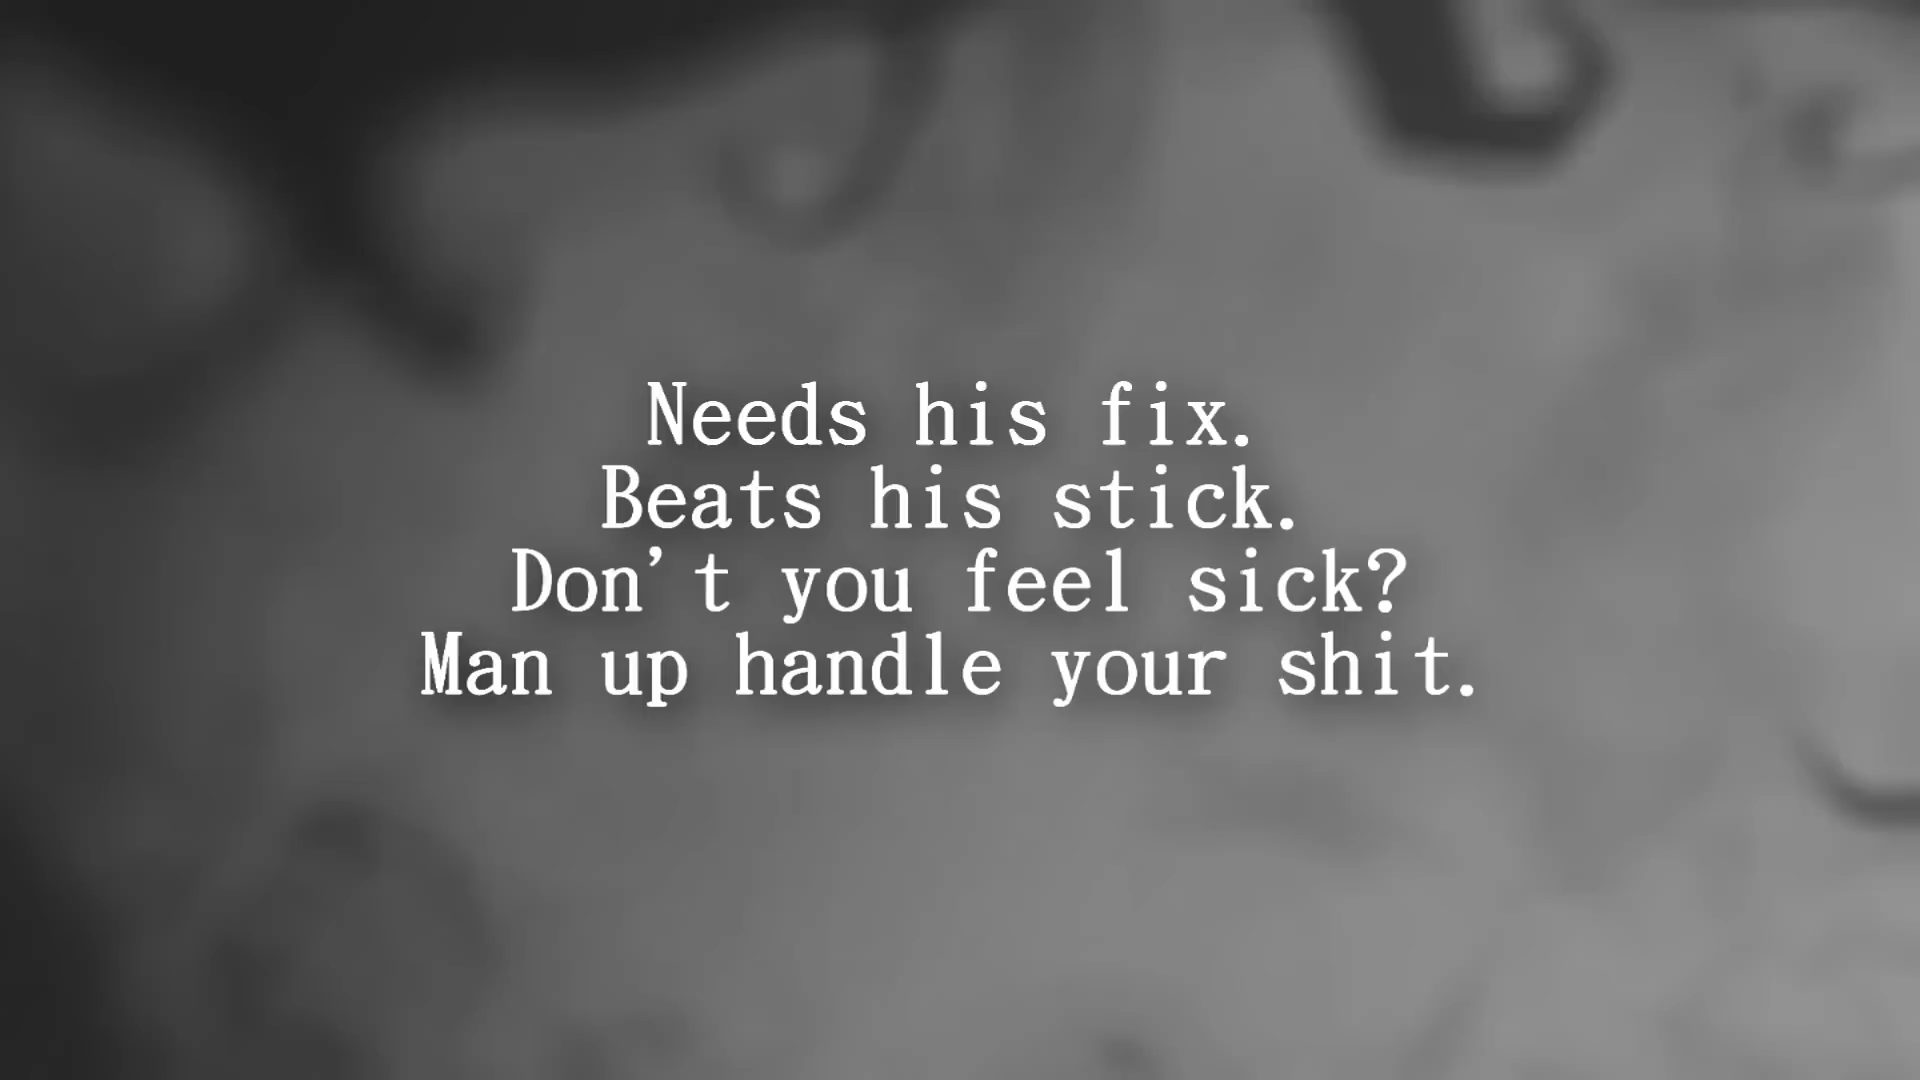 Needs his fix.
Beats his stick.
Don't you feel sick?
Man up handle your shit.